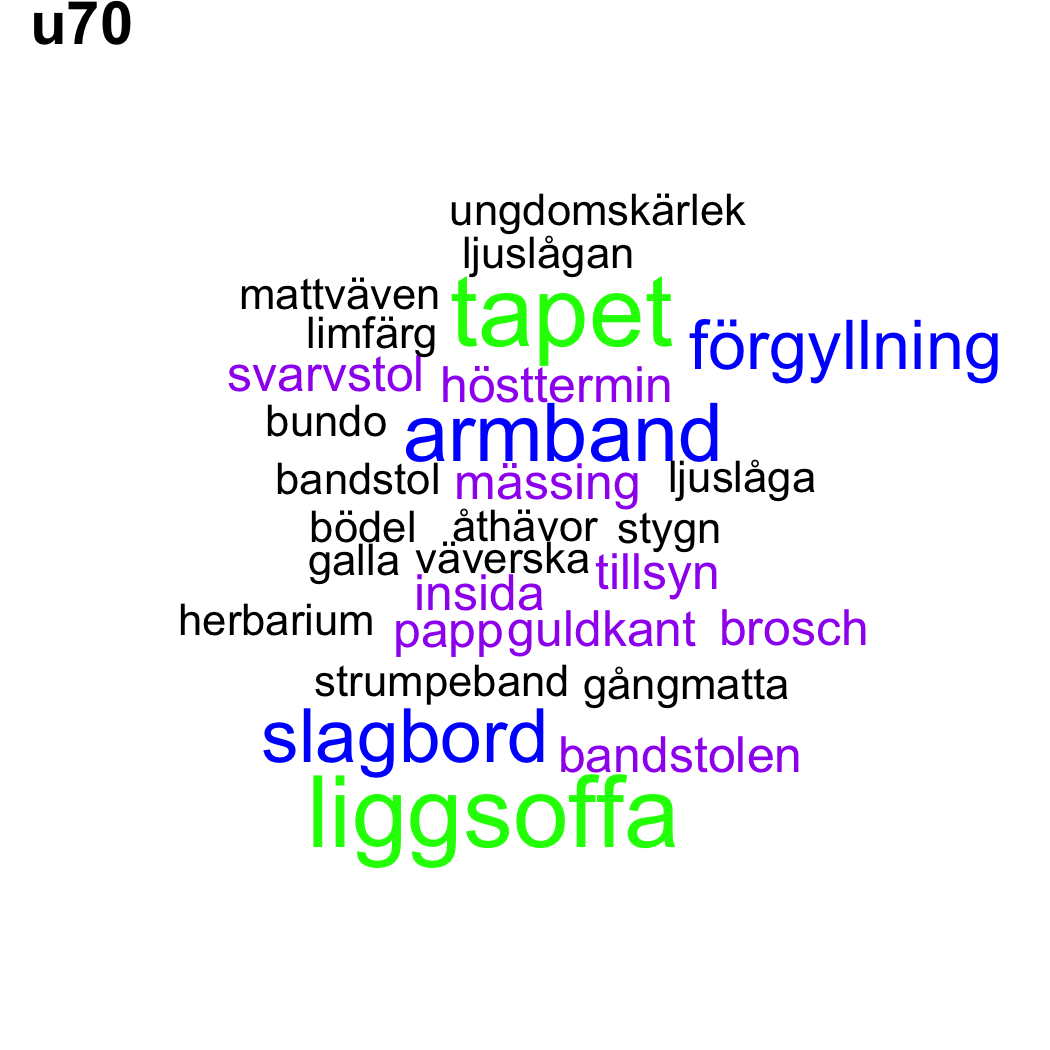 u70
ungdomskärlek
ljuslågan
mattväven
tapet
limfärg
förgyllning
svarvstol
hösttermin
bundo
armband
bandstol
mässing
ljuslåga
bödel
åthävor
stygn
galla
väverska
tillsyn
insida
herbarium
papp
guldkant
brosch
strumpeband
gångmatta
slagbord
bandstolen
liggsoffa